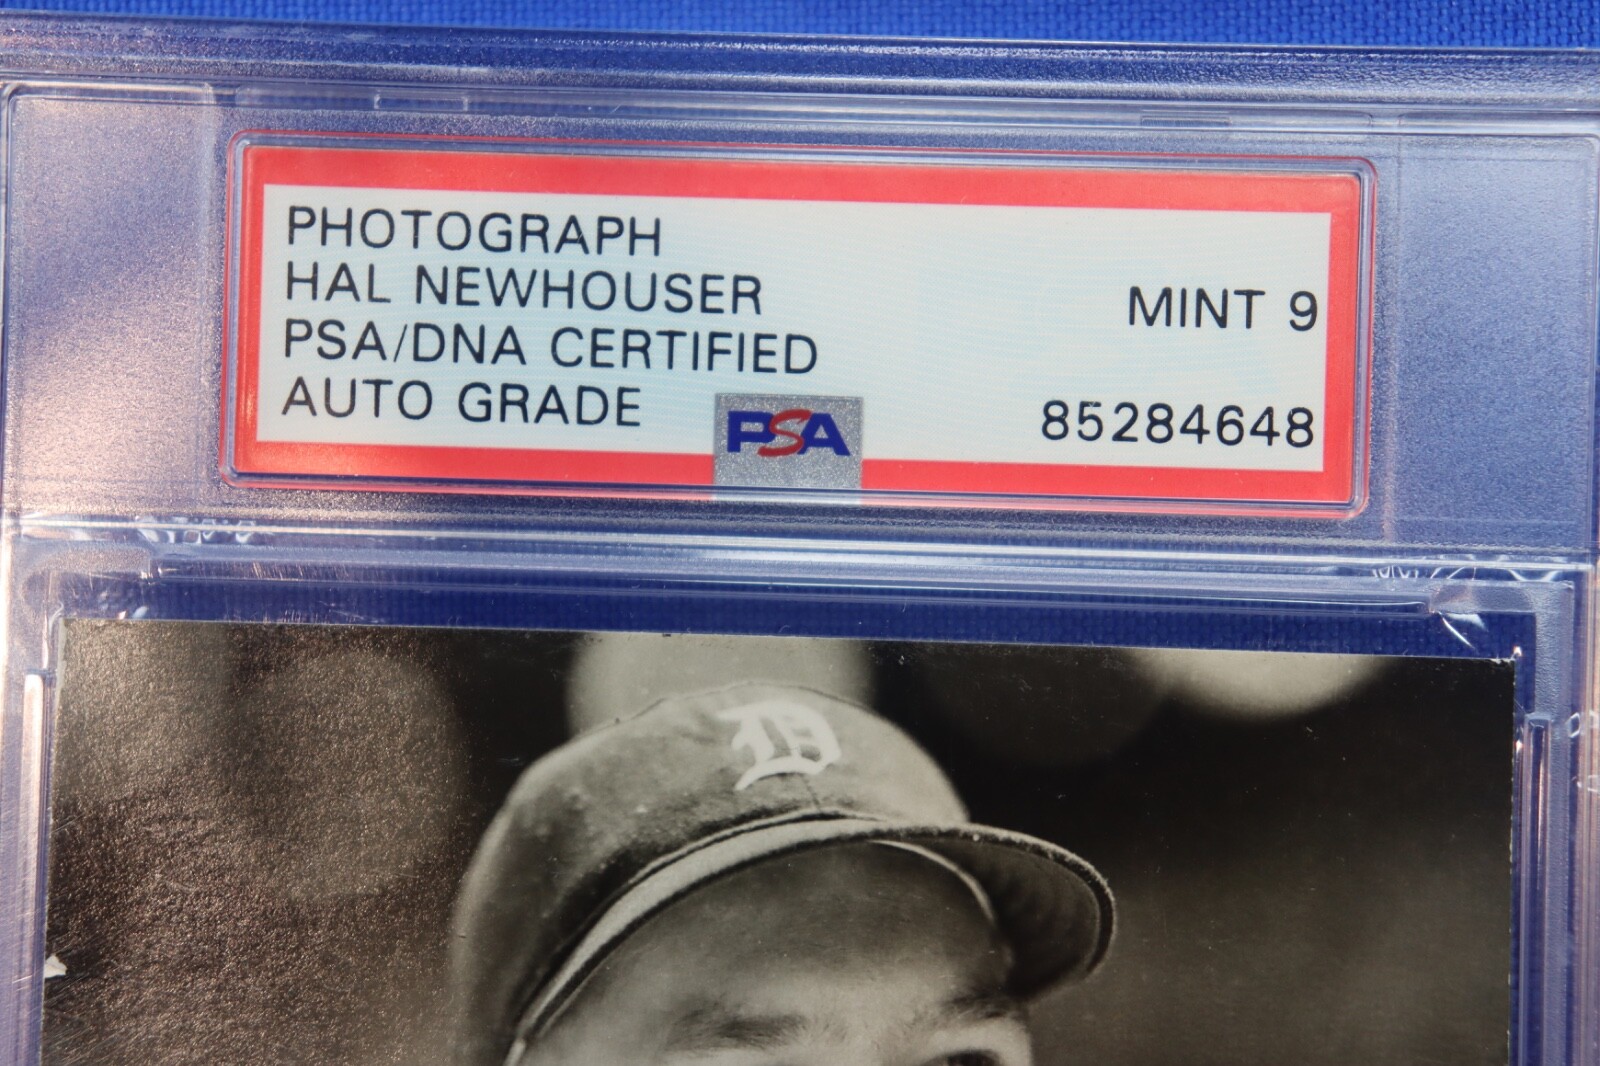 PHOTOGRAPH
HAL NEWHOUSER
PSA/DNA CERTIFIED
AUTO GRADE
MINT 9
85284648
PSA
D